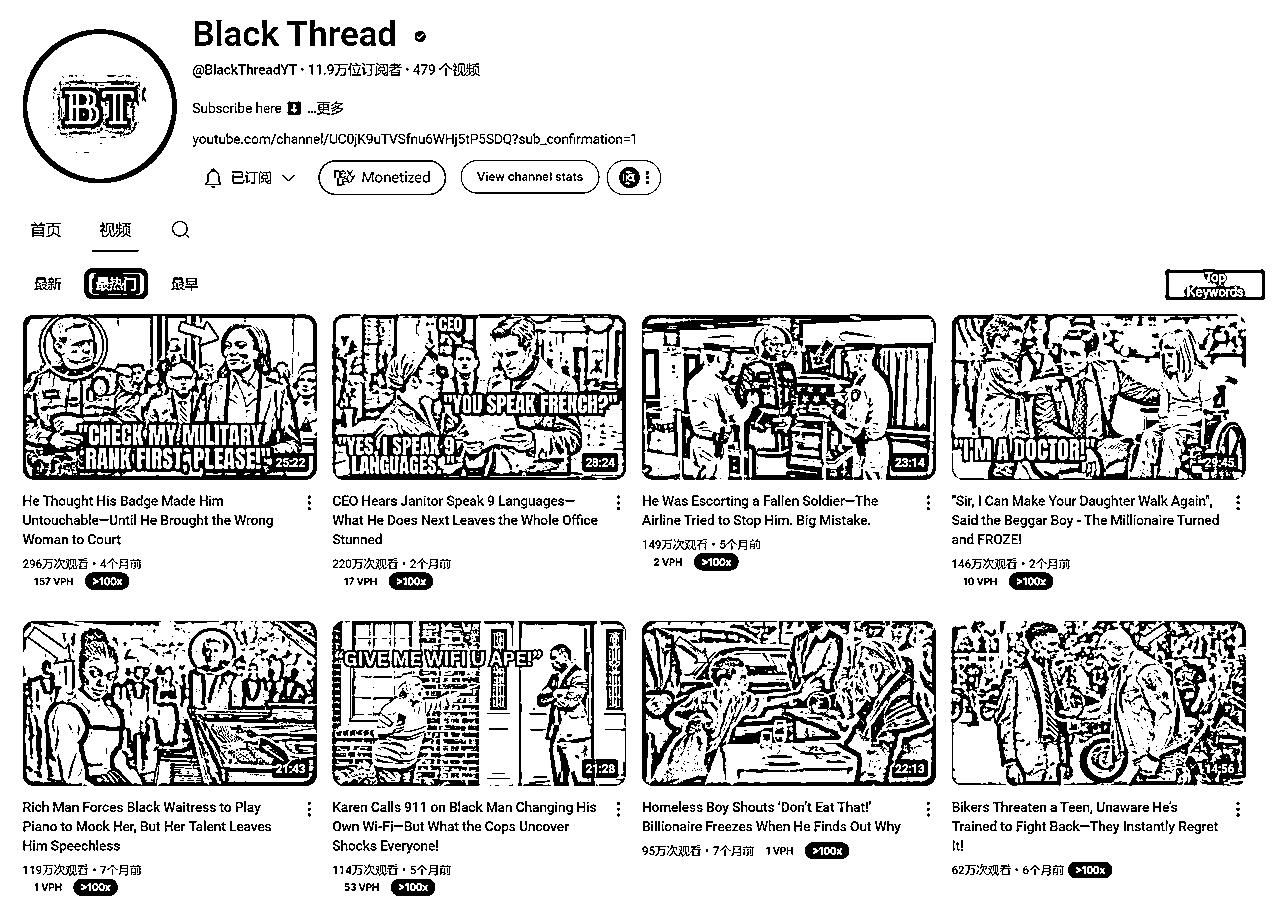 Black Thread
@BlackThreadYT · 11.9万位订阅者 · 479 个视频
Subscribe here ...更多
youtube.com/channel/UC0jK9uTVSfnu6WHj5tP5SDQ?sub_confirmation=1
已订阅 Monetized View channel stats
首页 视频
最新 最热门 最早
Top
Keywords
BT
"CHECK MY MILITARY
RANK FIRST, PLEASE!"
25:22
CEO
"YOU SPEAK FRENCH?"
"YES, I SPEAK 9
LANGUAGES
28:24
23:14
"I'M A DOCTOR!"
He Thought His Badge Made Him
Untouchable—Until He Brought the Wrong
Woman to Court
296万次观看 · 4个月前
157 VPH >100x
CEO Hears Janitor Speak 9 Languages—
What He Does Next Leaves the Whole Office
Stunned
220万次观看 · 2个月前
17 VPH >100x
He Was Escorting a Fallen Soldier—The
Airline Tried to Stop Him. Big Mistake.
149万次观看 · 5个月前
2 VPH >100x
"Sir, I Can Make Your Daughter Walk Again",
Said the Beggar Boy - The Millionaire Turned
and FROZE!
146万次观看 · 2个月前
10 VPH >100x
21:43
"GIVE ME WIFI U APE!"
21:28
22:13
Rich Man Forces Black Waitress to Play
Piano to Mock Her, But Her Talent Leaves
Him Speechless
119万次观看 · 7个月前
1 VPH >100x
Karen Calls 911 on Black Man Changing His
Own Wi-Fi—But What the Cops Uncover
Shocks Everyone!
114万次观看 · 5个月前
53 VPH >100x
Homeless Boy Shouts 'Don't Eat That!'
Billionaire Freezes When He Finds Out Why
95万次观看 · 7个月前 1 VPH >100x
Bikers Threaten a Teen, Unaware He's
Trained to Fight Back—They Instantly Regret
It!
62万次观看 · 6个月前 >100x